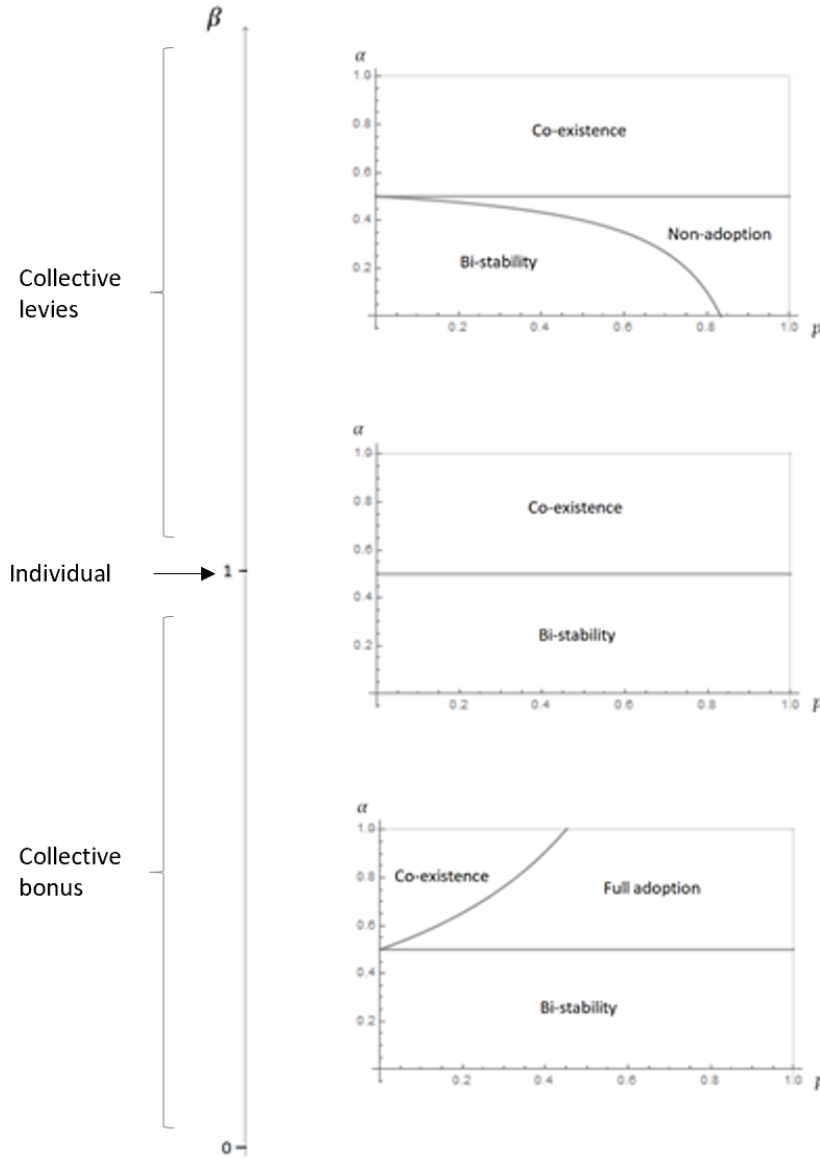 β
α
1.0
Co-existence
0.8
0.6
0.4
Non-adoption
Bi-stability
0.2
0.2 0.4 0.6 0.8 1.0 p
Collective
levies
α
1.0
Co-existence
0.8
0.6
Individual 1
0.4
Bi-stability
0.2
0.2 0.4 0.6 0.8 1.0 p
α
1.0
Collective
bonus
Co-existence
0.8
Full adoption
0.6
0.4
Bi-stability
0.2
0.2 0.4 0.6 0.8 1.0 p
0